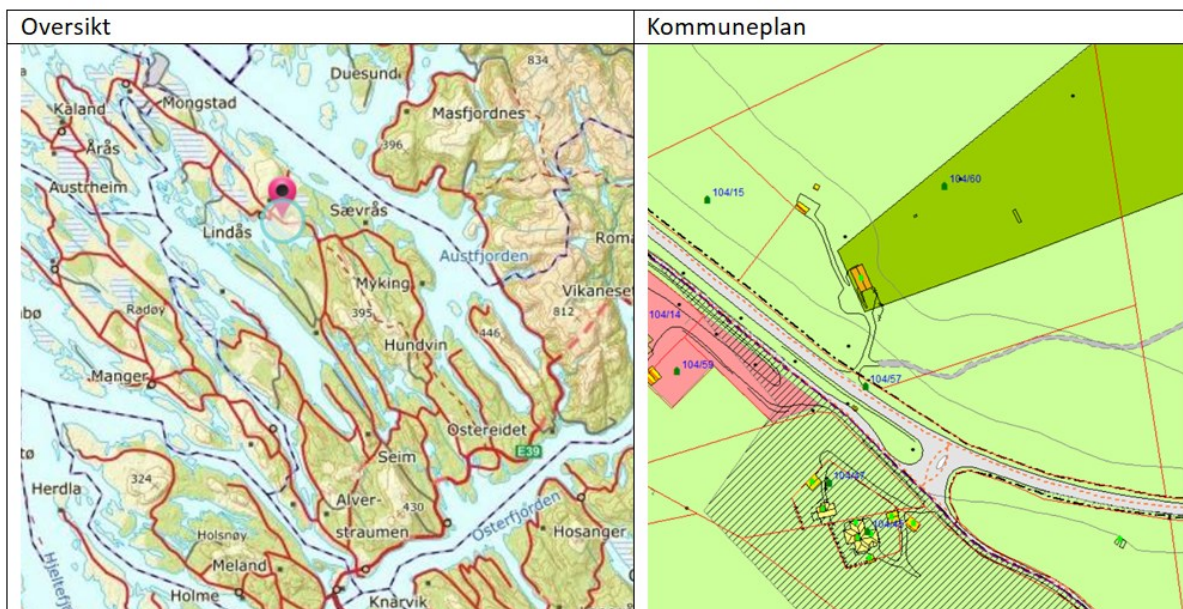 Oversikt
Kommuneplan
Duesund
834
Mongstad
Kåland
Masfjordnes
396
Årås
Austrheim
Sævrås
Lindås
Austfjorden
Myking
Vikanese
Radøy
395
812
446
Hundvin
Manger
Ostereidet
E39
Seim
Herdla
324
Alver-
straumen
430
Osterfjorden
Hosanger
Holsnøy
Meland
Holme
Knarvik
104/15
104/60
104/14
104/59
104/57
104/47